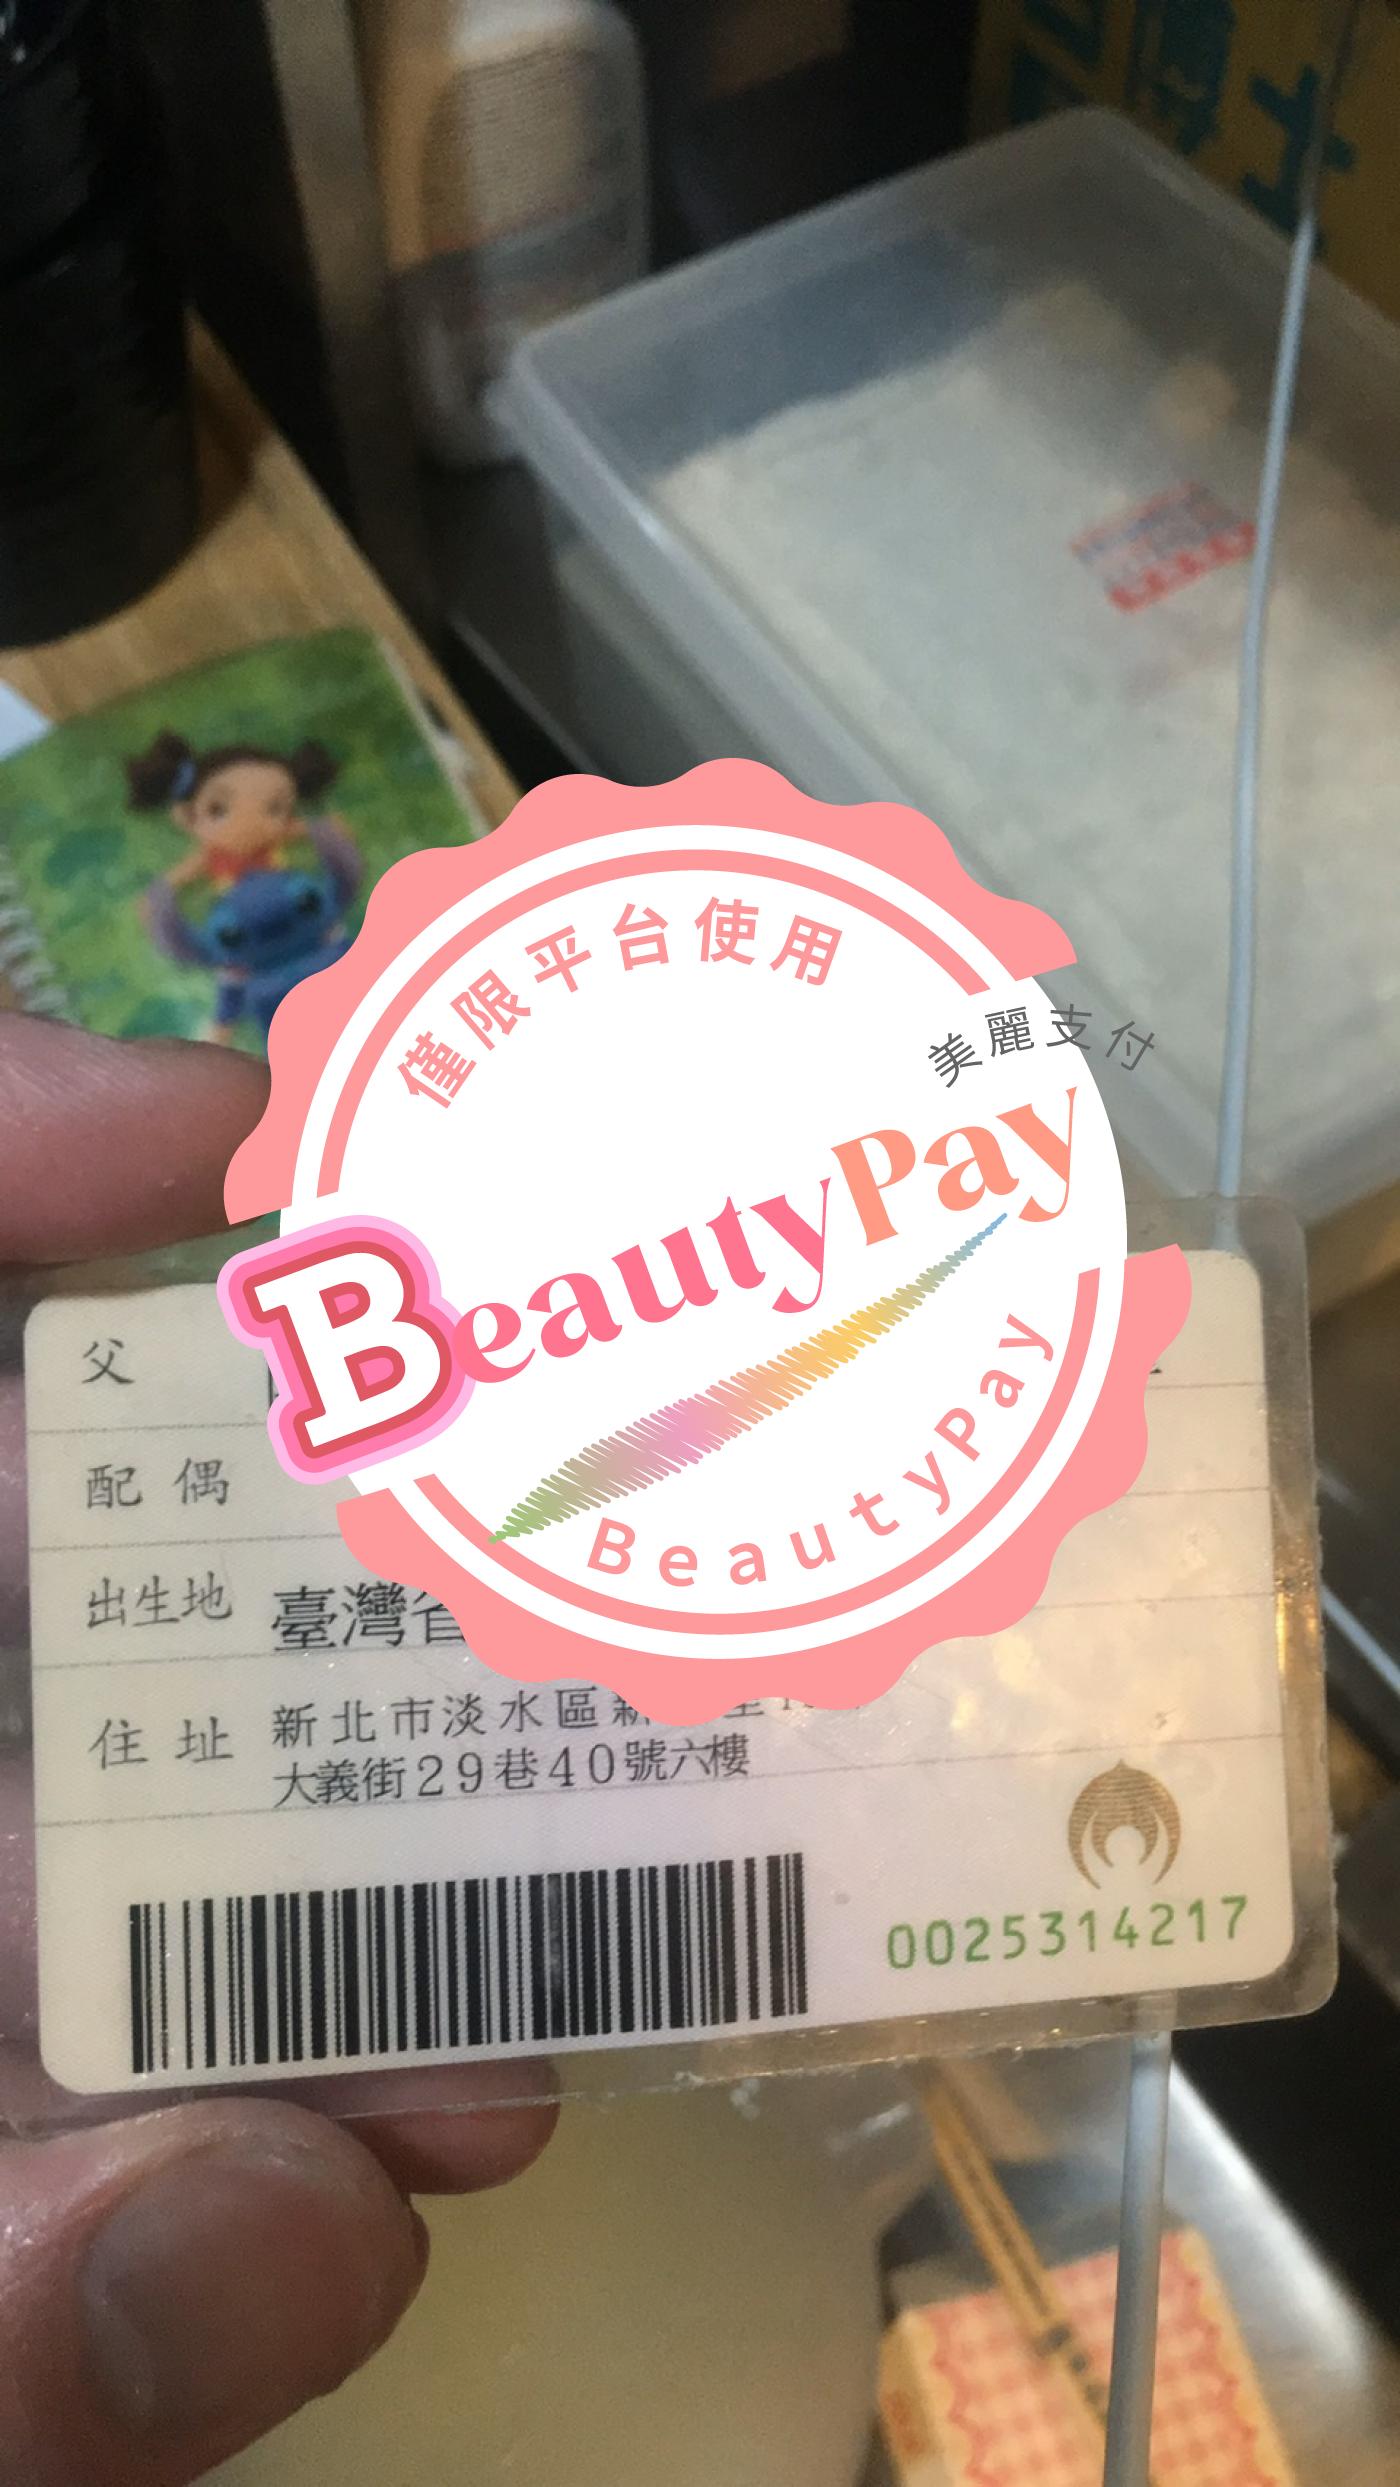 僅限平台使用
美麗支付
BeautyPay
BeautyPay
父
配偶
出生地 臺灣省
住址 新北市淡水區新
大義街29巷40號六樓
0025314217